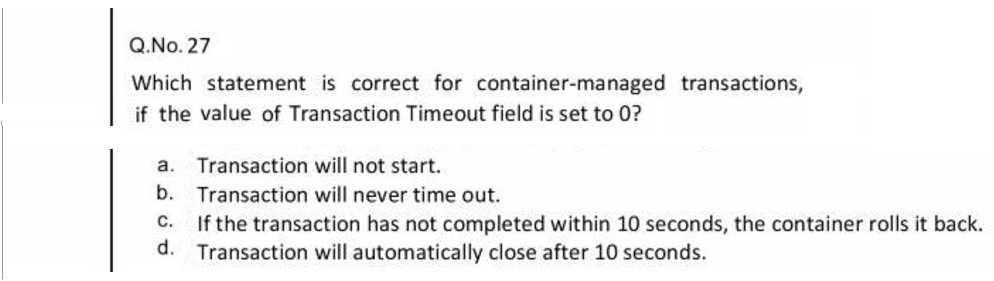 Q.No. 27
Which statement is correct for container-managed transactions,
if the value of Transaction Timeout field is set to 0?
a. Transaction will not start.
b. Transaction will never time out.
c. If the transaction has not completed within 10 seconds, the container rolls it back.
d. Transaction will automatically close after 10 seconds.